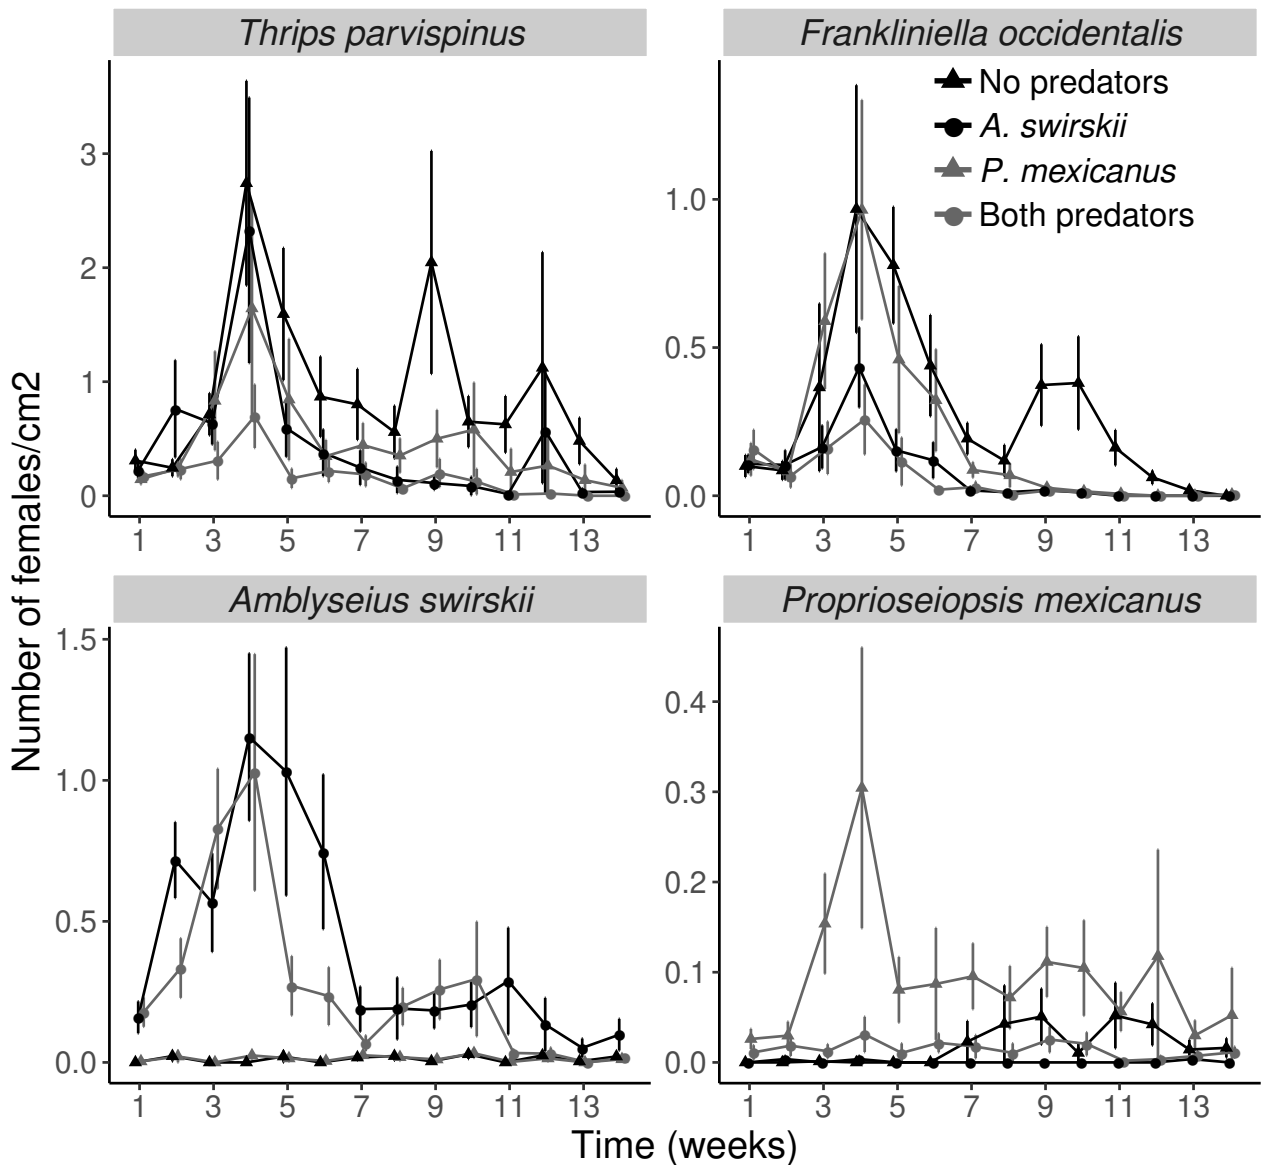 Thrips parvispinus
Frankliniella occidentalis
No predators
A. swirskii
P. mexicanus
Both predators
3
2
1
0
1.0
0.5
0.0
1 3 5 7 9 11 13
1 3 5 7 9 11 13
Number of females/cm2
Amblyseius swirskii
Proprioseiopsis mexicanus
1.5
1.0
0.5
0.0
0.4
0.3
0.2
0.1
0.0
1 3 5 7 9 11 13
1 3 5 7 9 11 13
Time (weeks)